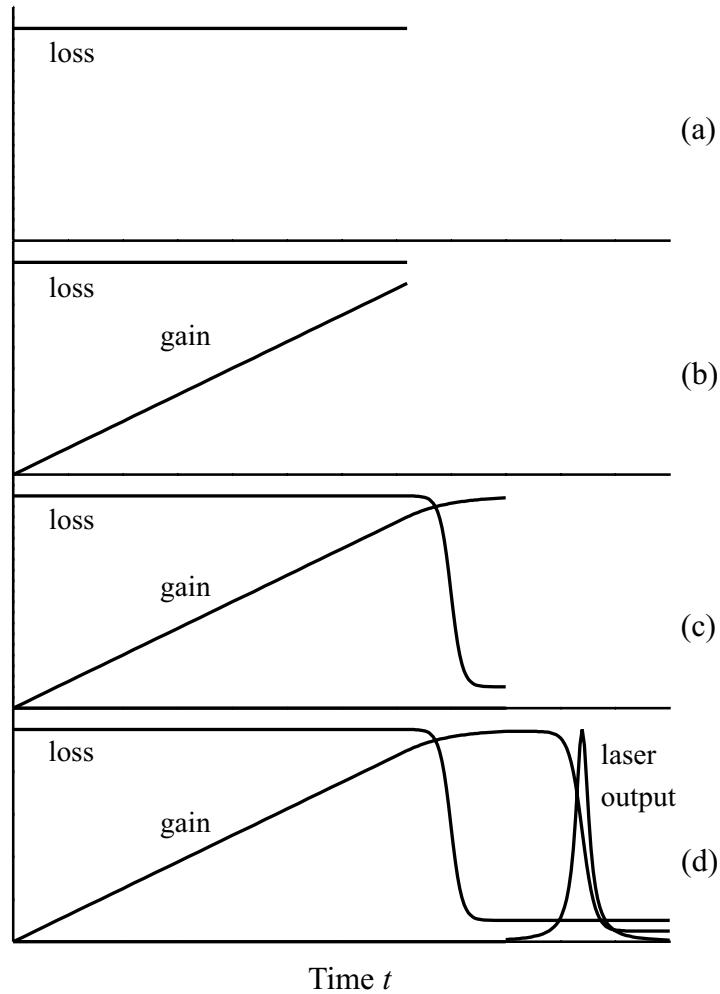 loss
(a)
loss
gain
(b)
loss
gain
(c)
loss
laser
output
gain
(d)
Time t